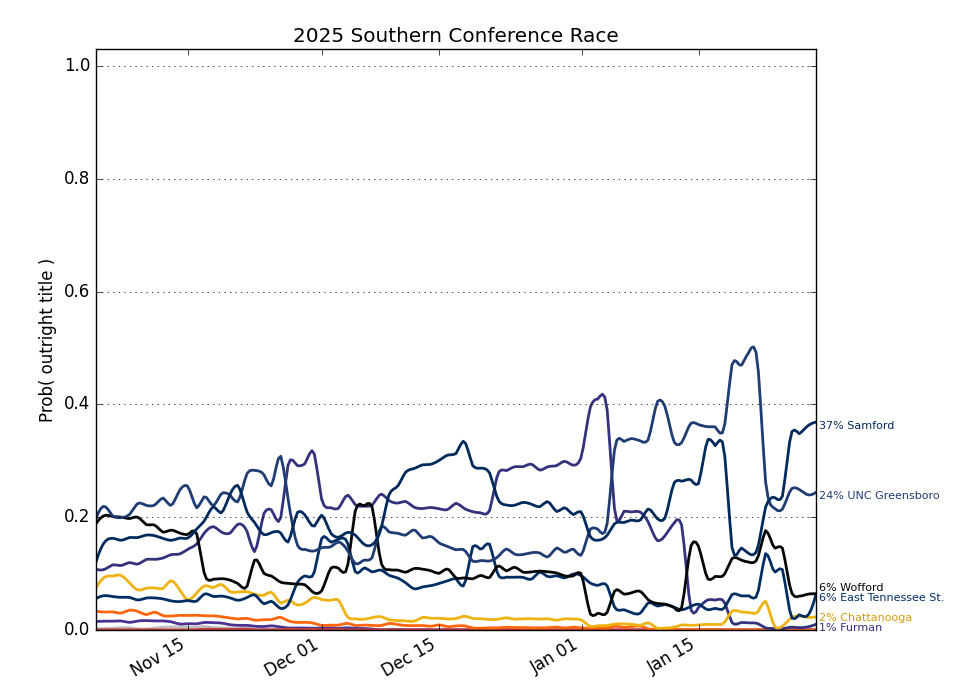 2025 Southern Conference Race
Prob( outright title )
1.0
0.8
0.6
0.4
0.2
0.0
37% Samford
24% UNC Greensboro
6% Wofford
6% East Tennessee St.
2% Chattanooga
1% Furman
Nov 15
Dec 01
Dec 15
Jan 01
Jan 15